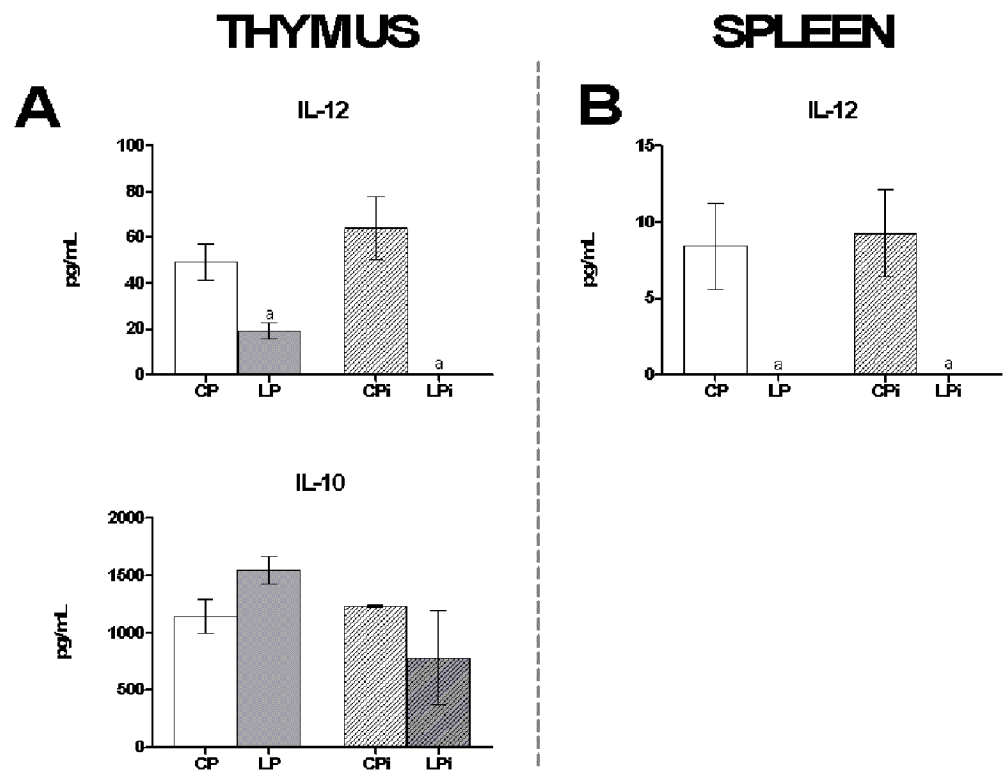 THYMUS
SPLEEN
A
IL-12
pg/mL
100
80
60
40
20
0
a
a
CP LP CPi LPi
B
IL-12
pg/mL
15
10
5
0
a
a
CP LP CPi LPi
IL-10
pg/mL
2000
1500
1000
500
0
CP LP CPi LPi